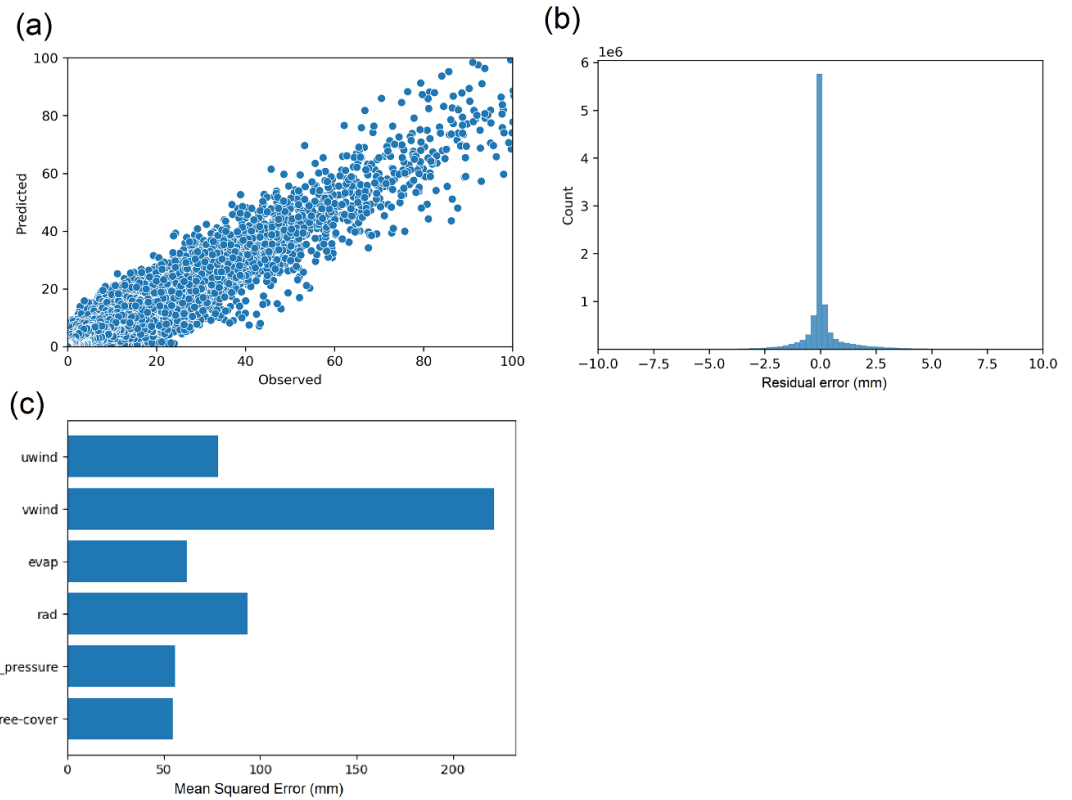 (a)
100
80
60
40
20
0
Predicted
0 20 40 60 80 100
Observed
(b)
1e6
6
5
4
3
2
1
Count
−10.0 −7.5 −5.0 −2.5 0.0 2.5 5.0 7.5 10.0
Residual error (mm)
(c)
uwind
vwind
evap
rad
_pressure
ree-cover
0 50 100 150 200
Mean Squared Error (mm)